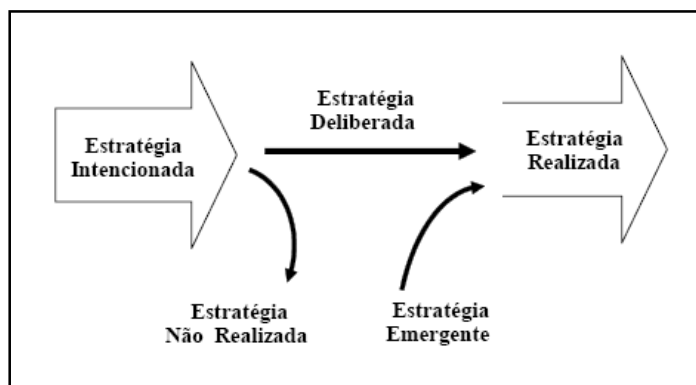 Estratégia
Intencionada
Estratégia
Deliberada
Estratégia
Realizada
Estratégia
Não Realizada
Estratégia
Emergente